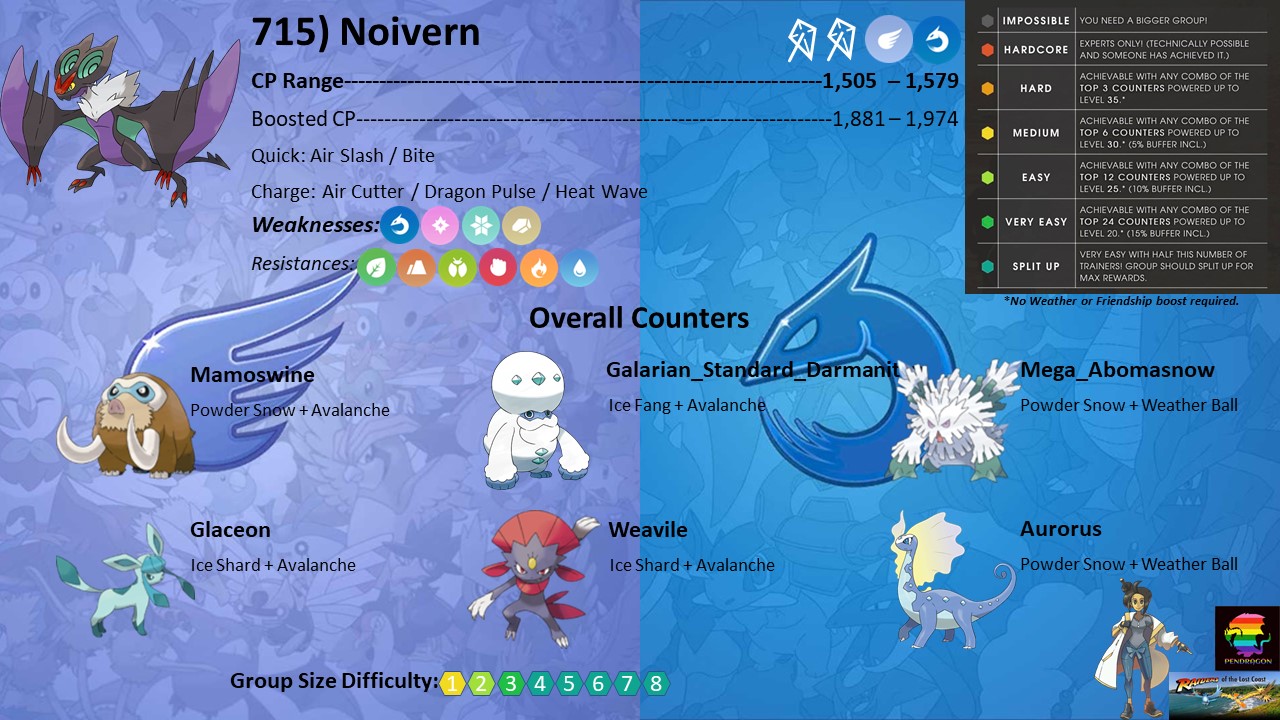 715) Noivern
CP Range-----------------------------------------------------------------------1,505 – 1,579
Boosted CP-----------------------------------------------------------------------1,881 – 1,974
Quick: Air Slash / Bite
Charge: Air Cutter / Dragon Pulse / Heat Wave
Weaknesses:
Resistances:
IMPOSSIBLE YOU NEED A BIGGER GROUP!
HARDCORE EXPERTS ONLY! (TECHNICALLY POSSIBLE
AND SOMEONE HAS ACHIEVED IT.)
HARD ACHIEVABLE WITH ANY COMBO OF THE
TOP 3 COUNTERS POWERED UP TO
LEVEL 35.*
MEDIUM ACHIEVABLE WITH ANY COMBO OF THE
TOP 6 COUNTERS POWERED UP TO
LEVEL 30.* (5% BUFFER INCL.)
EASY ACHIEVABLE WITH ANY COMBO OF THE
TOP 12 COUNTERS POWERED UP TO
LEVEL 25.* (10% BUFFER INCL.)
VERY EASY ACHIEVABLE WITH ANY COMBO OF THE
TOP 24 COUNTERS POWERED UP TO
LEVEL 20.* (15% BUFFER INCL.)
SPLIT UP VERY EASY WITH HALF THIS NUMBER OF
TRAINERS! GROUP SHOULD SPLIT UP FOR
MAX REWARDS.
*No Weather or Friendship boost required.
Overall Counters
Mamoswine
Powder Snow + Avalanche
Galarian_Standard_Darmanit
Ice Fang + Avalanche
Mega_Abomasnow
Powder Snow + Weather Ball
Glaceon
Ice Shard + Avalanche
Weavile
Ice Shard + Avalanche
Aurorus
Powder Snow + Weather Ball
Group Size Difficulty: 1 2 3 4 5 6 7 8
PENDRAGON
RAIDERS of the Lost Coast